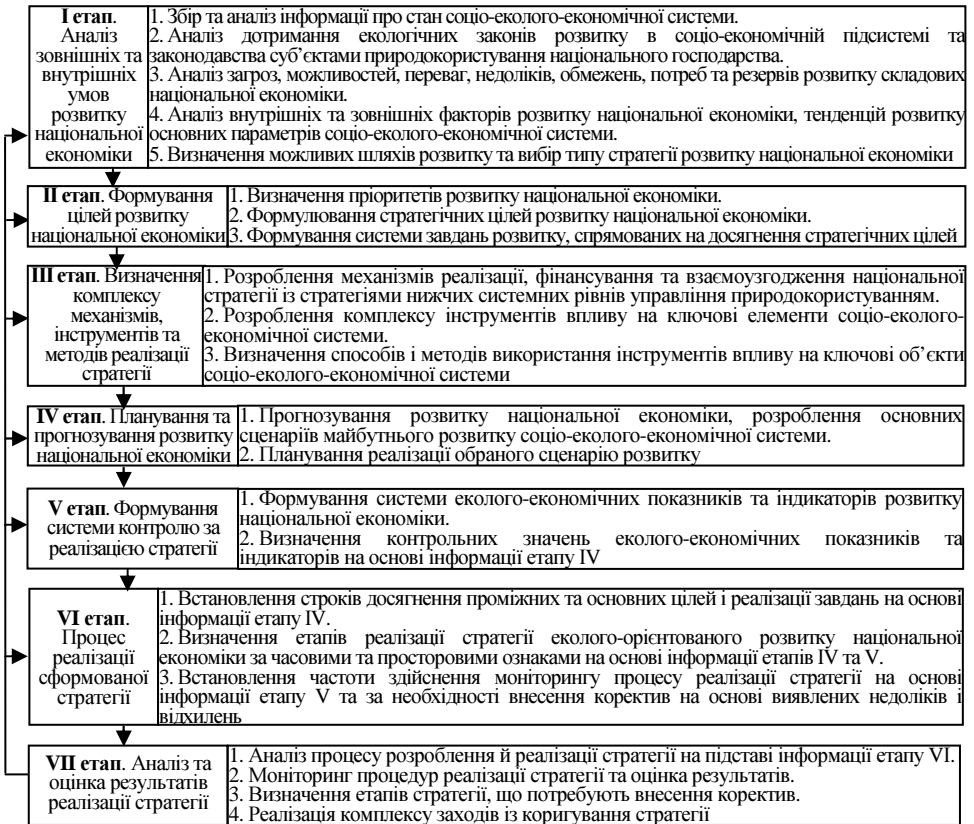 І етап.
Аналіз
зовнішніх та
внутрішніх
умов
розвитку
національної
економіки
1. Збір та аналіз інформації про стан соціо-еколого-економічної системи.
2. Аналіз дотримання екологічних законів розвитку в соціо-економічній підсистемі та
законодавства суб’єктами природокористування національного господарства.
3. Аналіз загроз, можливостей, переваг, недоліків, обмежень, потреб та резервів розвитку складових
національної економіки.
4. Аналіз внутрішніх та зовнішніх факторів розвитку національної економіки, тенденцій розвитку
основних параметрів соціо-еколого-економічної системи.
5. Визначення можливих шляхів розвитку та вибір типу стратегії розвитку національної економіки
ІІ етап. Формування
цілей розвитку
національної економіки
1. Визначення пріоритетів розвитку національної економіки.
2. Формулювання стратегічних цілей розвитку національної економіки.
3. Формування системи завдань розвитку, спрямованих на досягнення стратегічних цілей
ІІІ етап. Визначення
комплексу
механізмів,
інструментів та
методів реалізації
стратегії
1. Розроблення механізмів реалізації, фінансування та взаємоузгодження національної
стратегії із стратегіями нижчих системних рівнів управління природокористуванням.
2. Розроблення комплексу інструментів впливу на ключові елементи соціо-еколого-
економічної системи.
3. Визначення способів і методів використання інструментів впливу на ключові об’єкти
соціо-еколого-економічної системи
IV етап. Планування та
прогнозування розвитку
національної економіки
1. Прогнозування розвитку національної економіки, розроблення основних
сценаріїв майбутнього розвитку соціо-еколого-економічної системи.
2. Планування реалізації обраного сценарію розвитку
V етап. Формування
системи контролю за
реалізацією стратегії
1. Формування системи еколого-економічних показників та індикаторів розвитку
національної економіки.
2. Визначення контрольних значень еколого-економічних показників та
індикаторів на основі інформації етапу IV
VI етап.
Процес
реалізації
сформованої
стратегії
1. Встановлення строків досягнення проміжних та основних цілей і реалізації завдань на основі
інформації етапу IV.
2. Визначення етапів реалізації стратегії еколого-орієнтованого розвитку національної
економіки за часовими та просторовими ознаками на основі інформації етапів IV та V.
3. Встановлення частоти здійснення моніторингу процесу реалізації стратегії на основі
інформації етапу V та за необхідності внесення коректив на основі виявлених недоліків і
відхилень
VII етап. Аналіз та
оцінка результатів
реалізації стратегії
1. Аналіз процесу розроблення й реалізації стратегії на підставі інформації етапу VI.
2. Моніторинг процедур реалізації стратегії та оцінка результатів.
3. Визначення етапів стратегії, що потребують внесення коректив.
4. Реалізація комплексу заходів із коригування стратегії